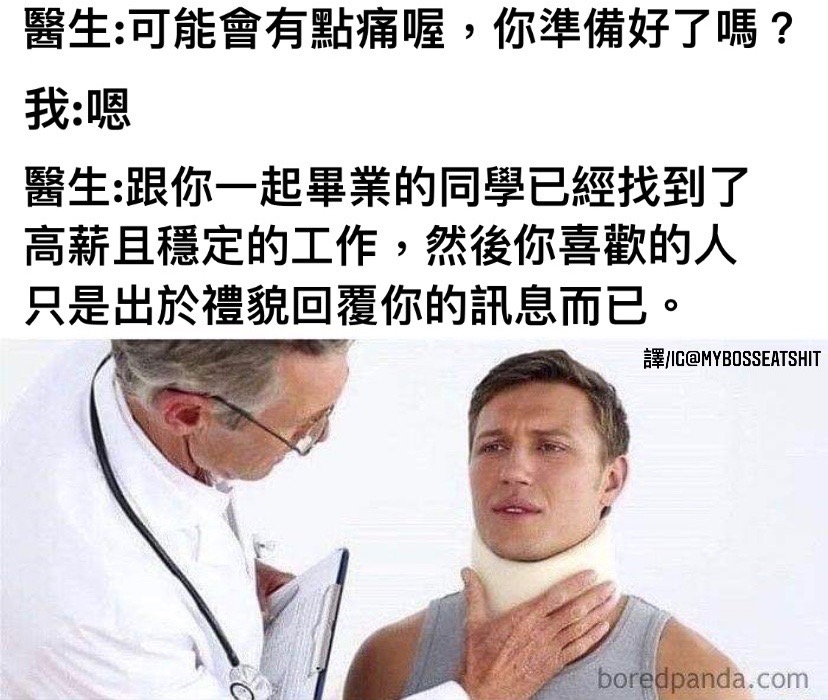 醫生:可能會有點痛喔，你準備好了嗎？
我:嗯
醫生:跟你一起畢業的同學已經找到了
高薪且穩定的工作，然後你喜歡的人
只是出於禮貌回覆你的訊息而已。
譯/IG@MYBOSSEATSHIT
boredpanda.com